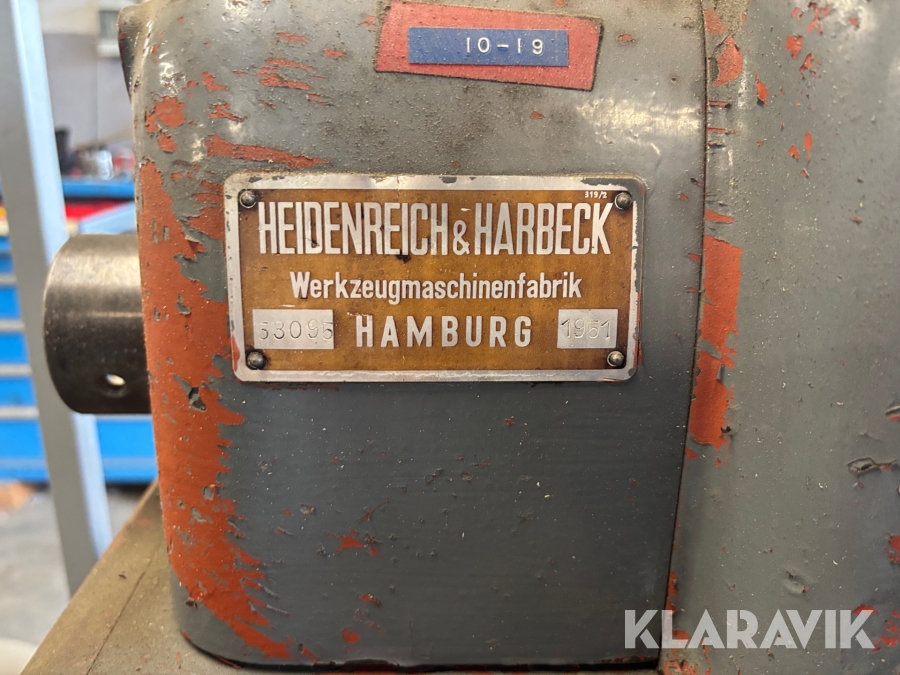 10-19
319/2
HEIDENREICH & HARBECK
Werkzeugmaschinenfabrik
53095 HAMBURG 1951
KLARAVIK